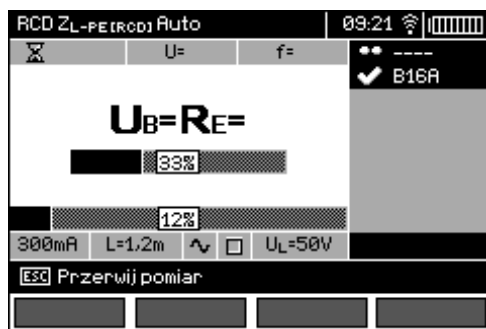 RCD ZL-PE[RCD] Auto 09:21
U= f= ----
B16A
UB=RE=
33%
12%
300mA L=1,2m UL=50V
ESC Przerwij pomiar